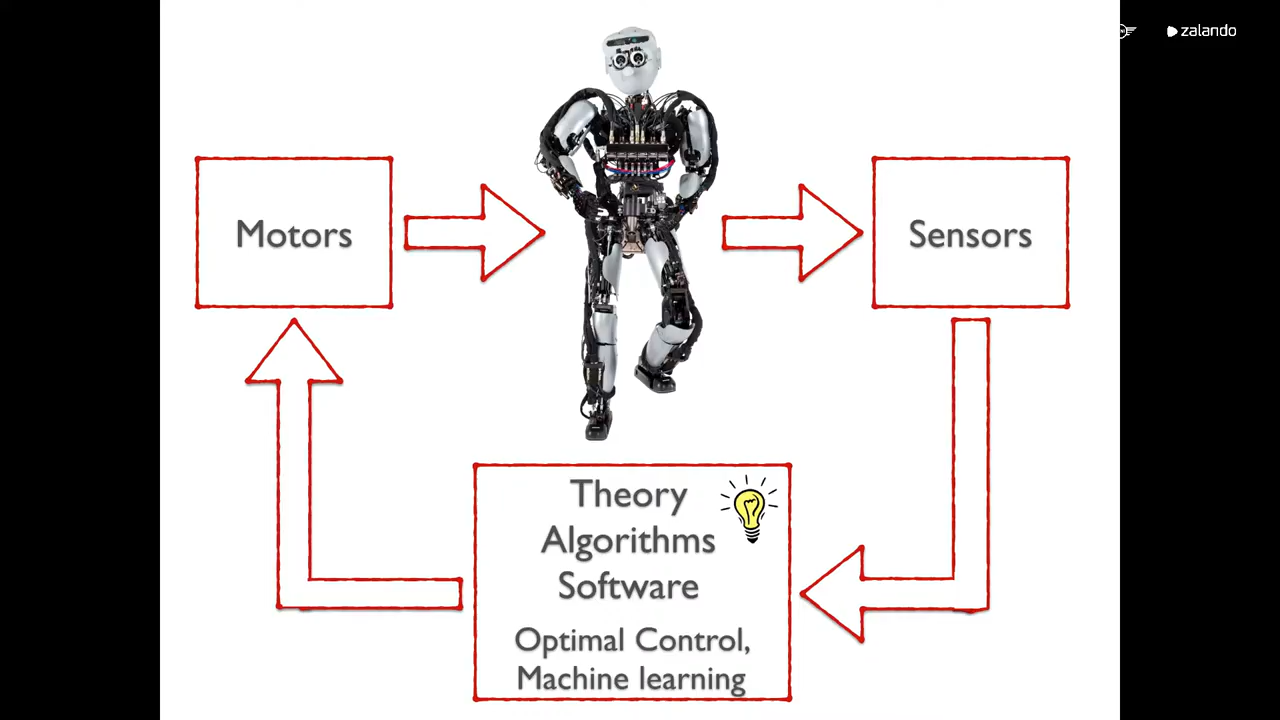 zalando
Motors
Sensors
Theory
Algorithms
Software
Optimal Control,
Machine learning